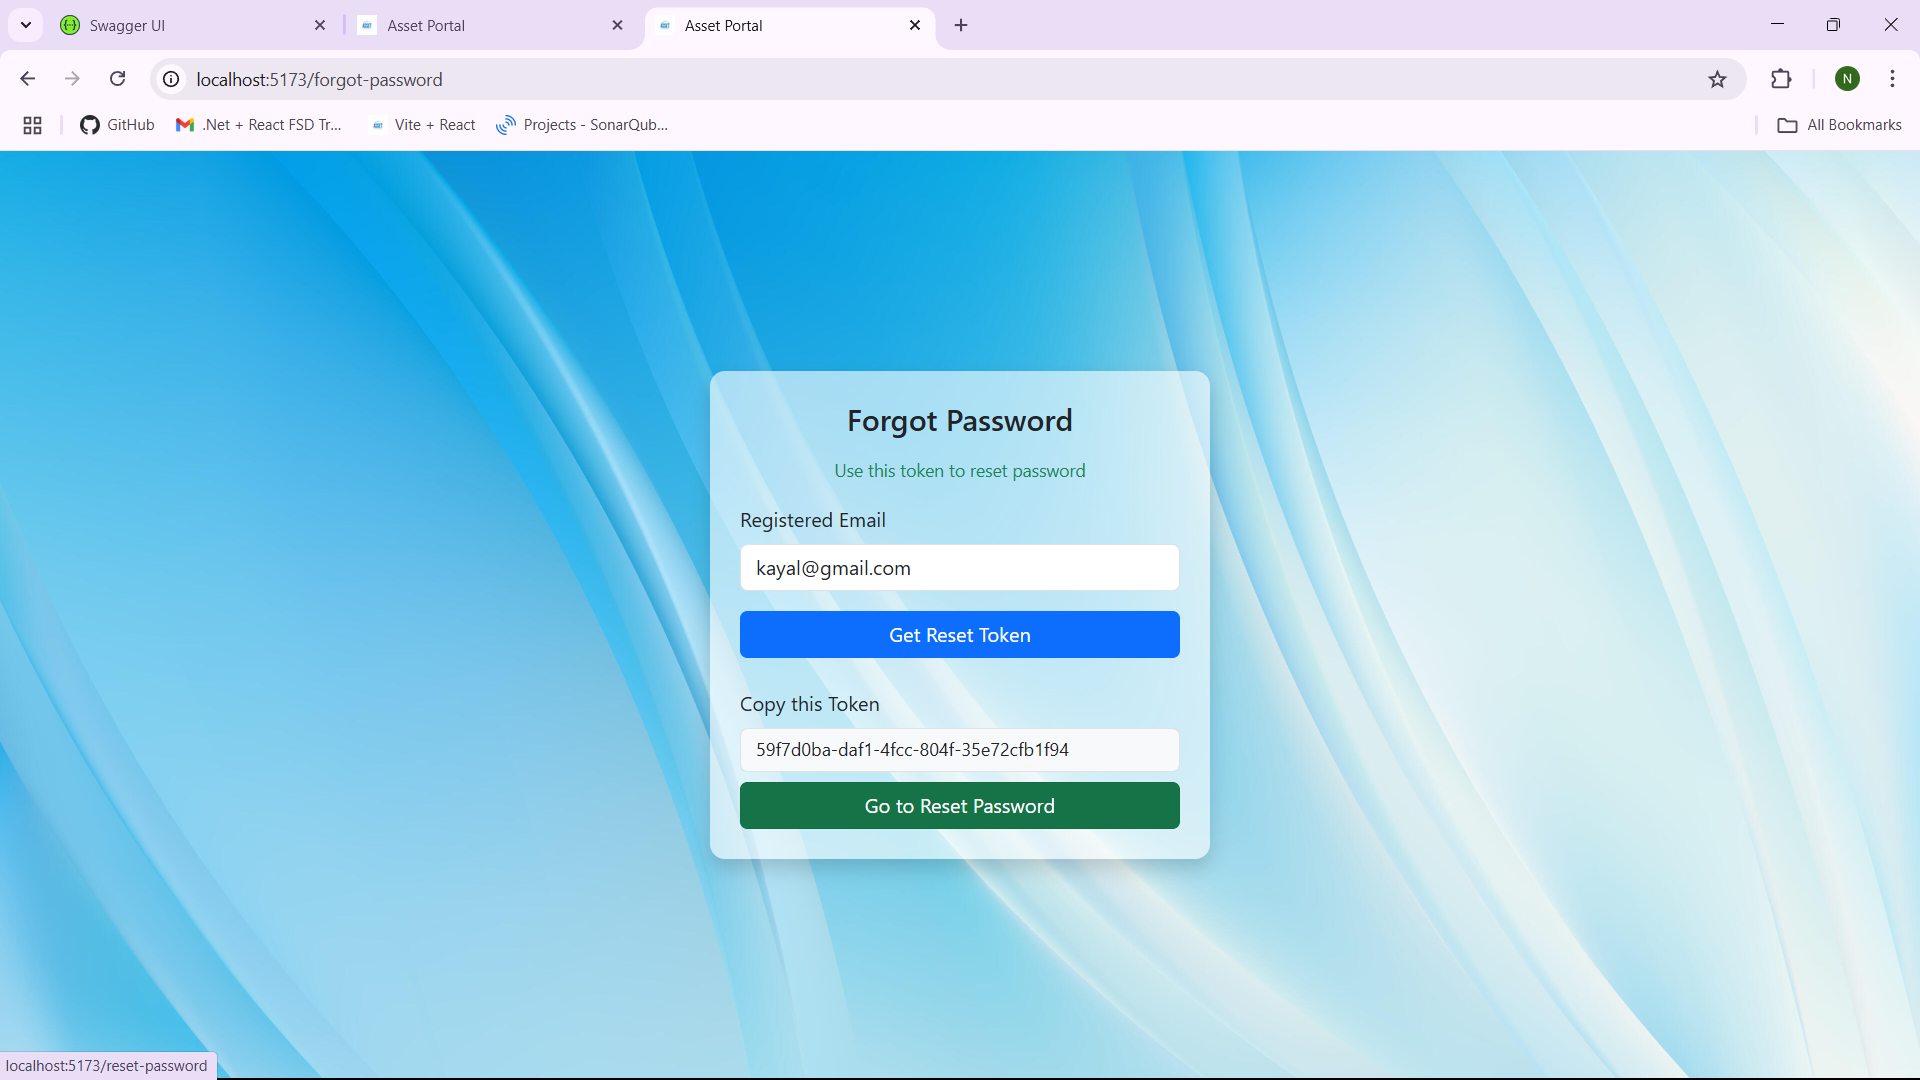 Swagger UI
Asset Portal
Asset Portal
localhost:5173/forgot-password
N
GitHub
.Net + React FSD Tr...
Vite + React
Projects - SonarQub...
All Bookmarks
Forgot Password
Use this token to reset password
Registered Email
kayal@gmail.com
Get Reset Token
Copy this Token
59f7d0ba-daf1-4fcc-804f-35e72cfb1f94
Go to Reset Password
localhost:5173/reset-password